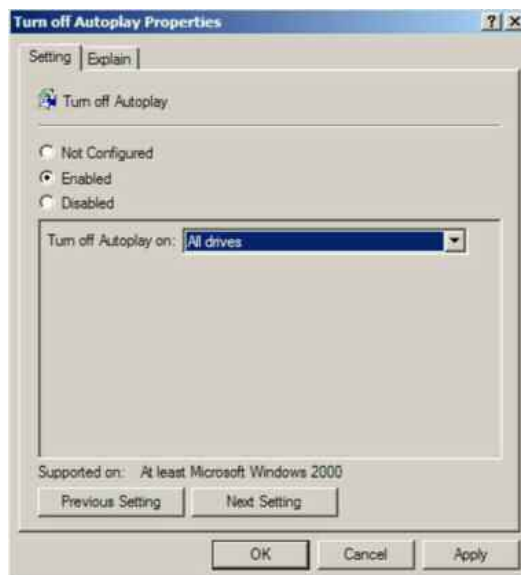 Turn off Autoplay Properties
Setting Explain
Turn off Autoplay
Not Configured
Enabled
Disabled
Turn off Autoplay on: All drives
Supported on: At least Microsoft Windows 2000
Previous Setting Next Setting
OK Cancel Apply